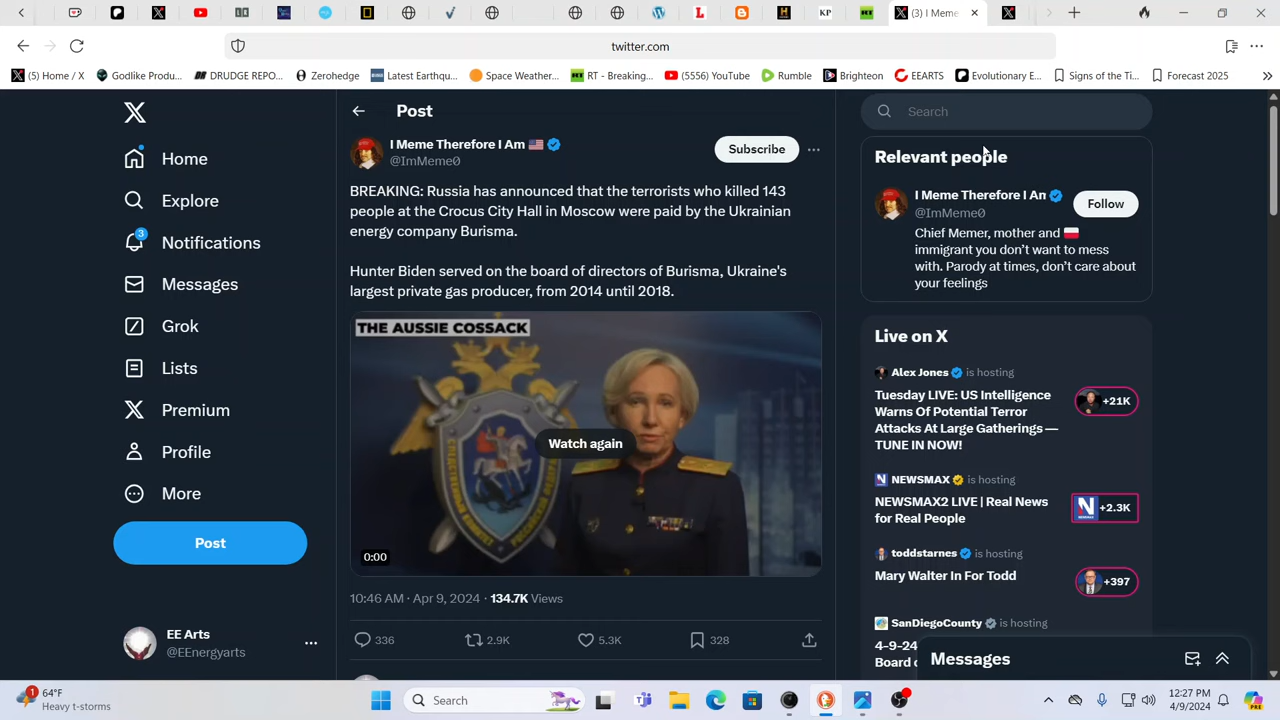 (3) I Meme
twitter.com
(5) Home / X
Godlike Produ...
DRUDGE REPO...
Zerohedge
Latest Earthqu...
Space Weather...
RT - Breaking...
(5556) YouTube
Rumble
Brighteon
EEARTS
Evolutionary E...
Signs of the Ti...
Forecast 2025
Home
Explore
3
Notifications
Messages
Grok
Lists
Premium
Profile
More
Post
EE Arts
@EEnergyarts
Post
I Meme Therefore I Am 🇺🇸
@ImMeme0
Subscribe
BREAKING: Russia has announced that the terrorists who killed 143
people at the Crocus City Hall in Moscow were paid by the Ukrainian
energy company Burisma.
Hunter Biden served on the board of directors of Burisma, Ukraine's
largest private gas producer, from 2014 until 2018.
THE AUSSIE COSSACK
Watch again
0:00
10:46 AM · Apr 9, 2024 · 134.7K Views
336
2.9K
5.3K
328
Search
Relevant people
I Meme Therefore I Am
@ImMeme0
Follow
Chief Memer, mother and 🇵🇱
immigrant you don't want to mess
with. Parody at times, don't care about
your feelings
Live on X
Alex Jones is hosting
Tuesday LIVE: US Intelligence
Warns Of Potential Terror
Attacks At Large Gatherings —
TUNE IN NOW!
+21K
NEWSMAX is hosting
NEWSMAX2 LIVE | Real News
for Real People
+2.3K
toddstarnes is hosting
Mary Walter In For Todd
+397
SanDiegoCounty is hosting
4-9-24
Board
Messages
1
64°F
Heavy t-storms
Search
12:27 PM
4/9/2024